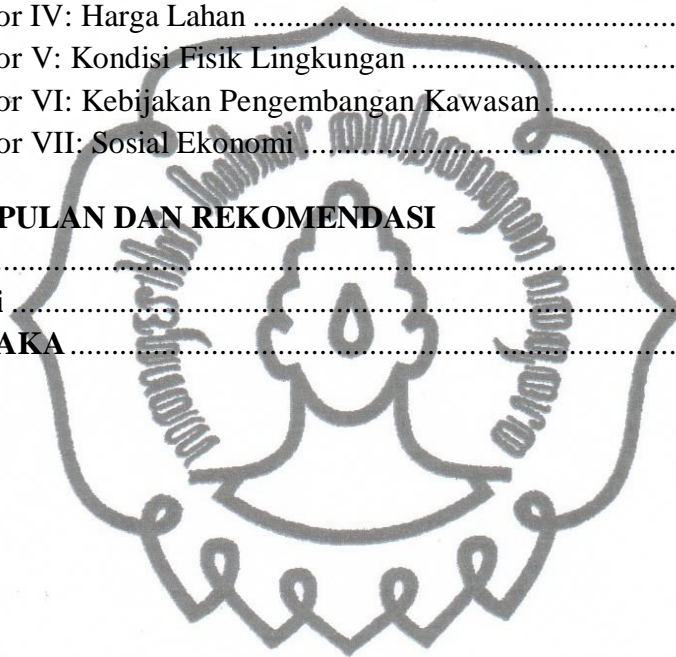 or IV: Harga Lahan ........................................................
or V: Kondisi Fisik Lingkungan ....................................
or VI: Kebijakan Pengembangan Kawasan ..................
or VII: Sosial Ekonomi ..................................................
PULAN DAN REKOMENDASI
......................................................................................
i ....................................................................................
AKA .............................................................................